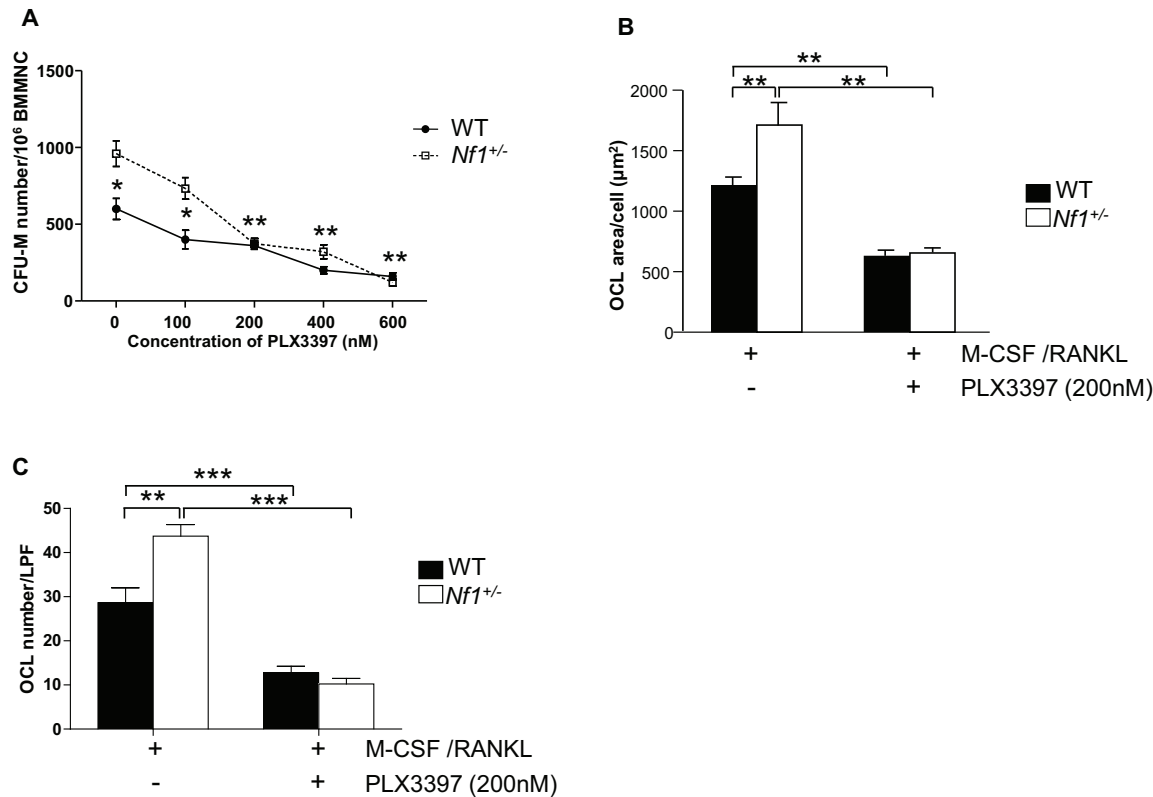 A
CFU-M number/10⁶ BMMNC
1500
1000
500
0
*
*
**
**
**
0 100 200 400 600
Concentration of PLX3397 (nM)
WT
Nf1+/-
B
OCL area/cell (µm²)
2000
1500
1000
500
0
**
** **
WT
Nf1+/-
+ + M-CSF /RANKL
- + PLX3397 (200nM)
C
OCL number/LPF
50
40
30
20
10
0
***
** ***
WT
Nf1+/-
+ + M-CSF /RANKL
- + PLX3397 (200nM)